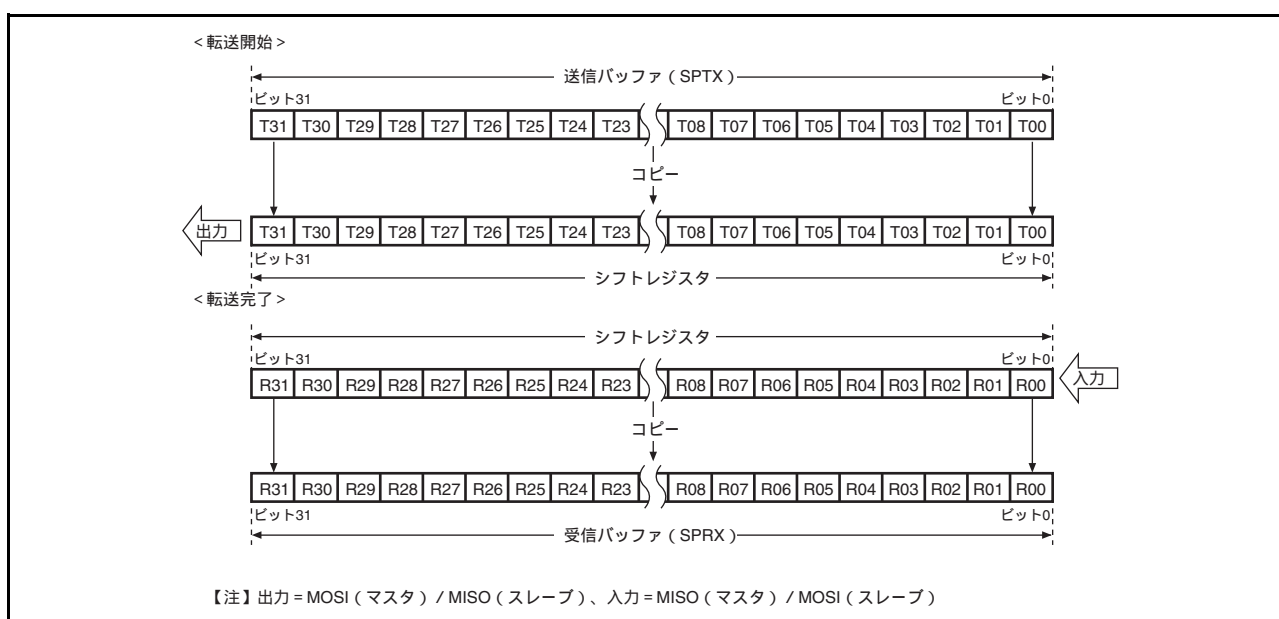 ＜転送開始＞
送信バッファ（SPTX）
ビット31 ビット0
T31 T30 T29 T28 T27 T26 T25 T24 T23 T08 T07 T06 T05 T04 T03 T02 T01 T00
コピー
出力 T31 T30 T29 T28 T27 T26 T25 T24 T23 T08 T07 T06 T05 T04 T03 T02 T01 T00
ビット31 ビット0
シフトレジスタ
＜転送完了＞
シフトレジスタ
ビット31 ビット0
R31 R30 R29 R28 R27 R26 R25 R24 R23 R08 R07 R06 R05 R04 R03 R02 R01 R00 入力
コピー
R31 R30 R29 R28 R27 R26 R25 R24 R23 R08 R07 R06 R05 R04 R03 R02 R01 R00
ビット31 ビット0
受信バッファ（SPRX）
【注】出力 = MOSI（マスタ）/ MISO（スレーブ）、入力 = MISO（マスタ）/ MOSI（スレーブ）